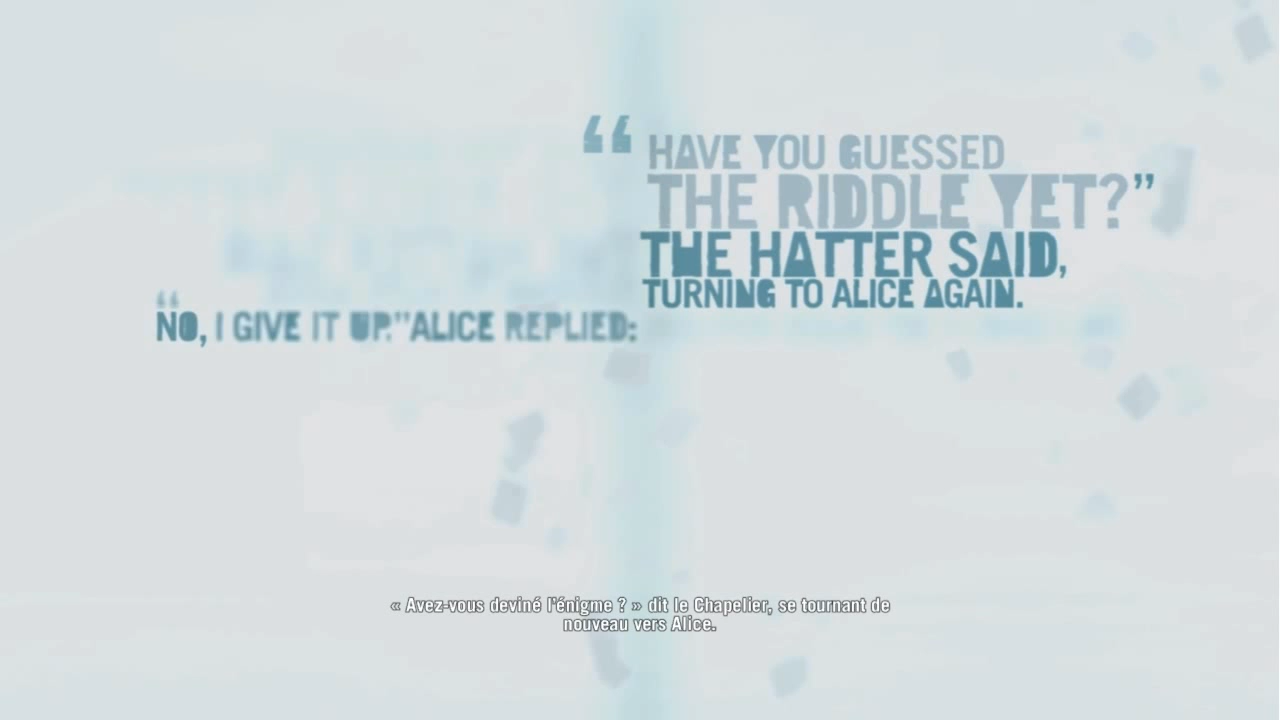 “HAVE YOU GUESSED
THE RIDDLE YET?”
THE HATTER SAID,
TURNING TO ALICE AGAIN.
“NO, I GIVE IT UP.” ALICE REPLIED:
« Avez-vous deviné l'énigme ? » dit le Chapelier, se tournant de
nouveau vers Alice.